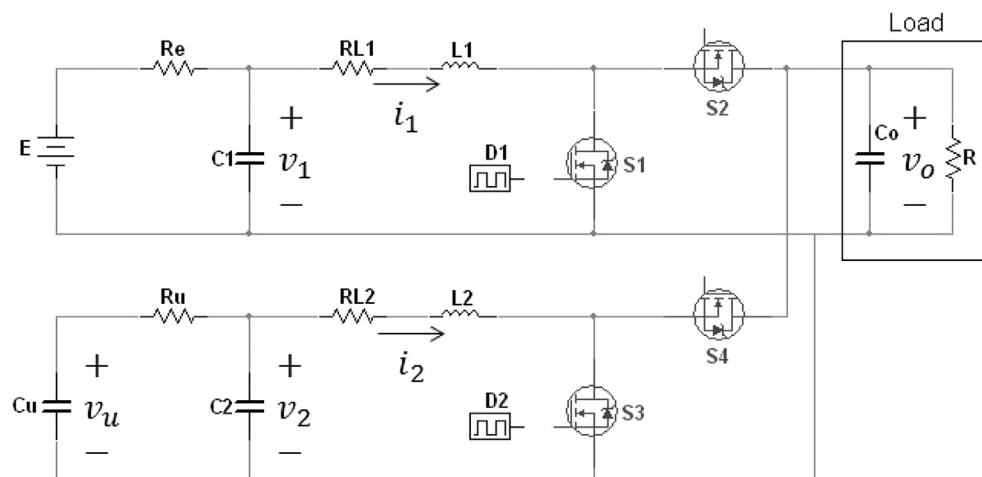 Load
Re
RL1
L1
i₁
S2
E
C1
+
v₁
−
D1
S1
Co
+
vₒ
−
R
Ru
RL2
L2
i₂
S4
Cu
+
vᵤ
−
C2
+
v₂
−
D2
S3